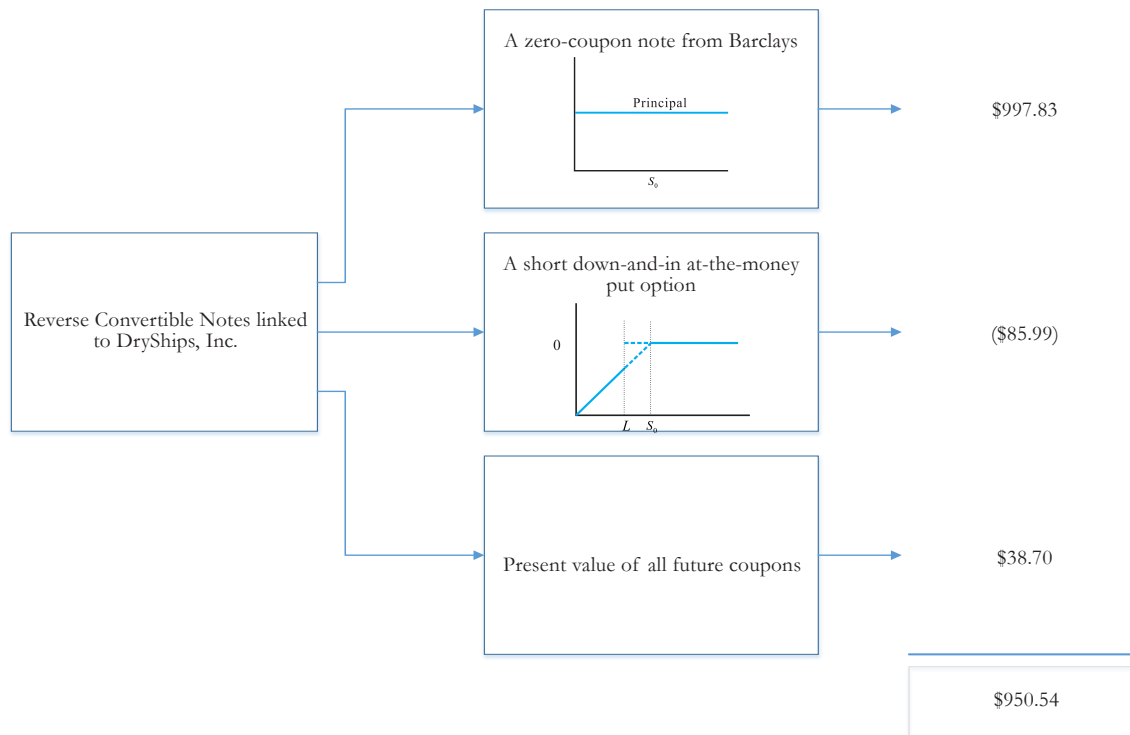 A zero-coupon note from Barclays
Principal
S₀
$997.83
Reverse Convertible Notes linked
to DryShips, Inc.
A short down-and-in at-the-money
put option
0
L S₀
($85.99)
Present value of all future coupons
$38.70
$950.54